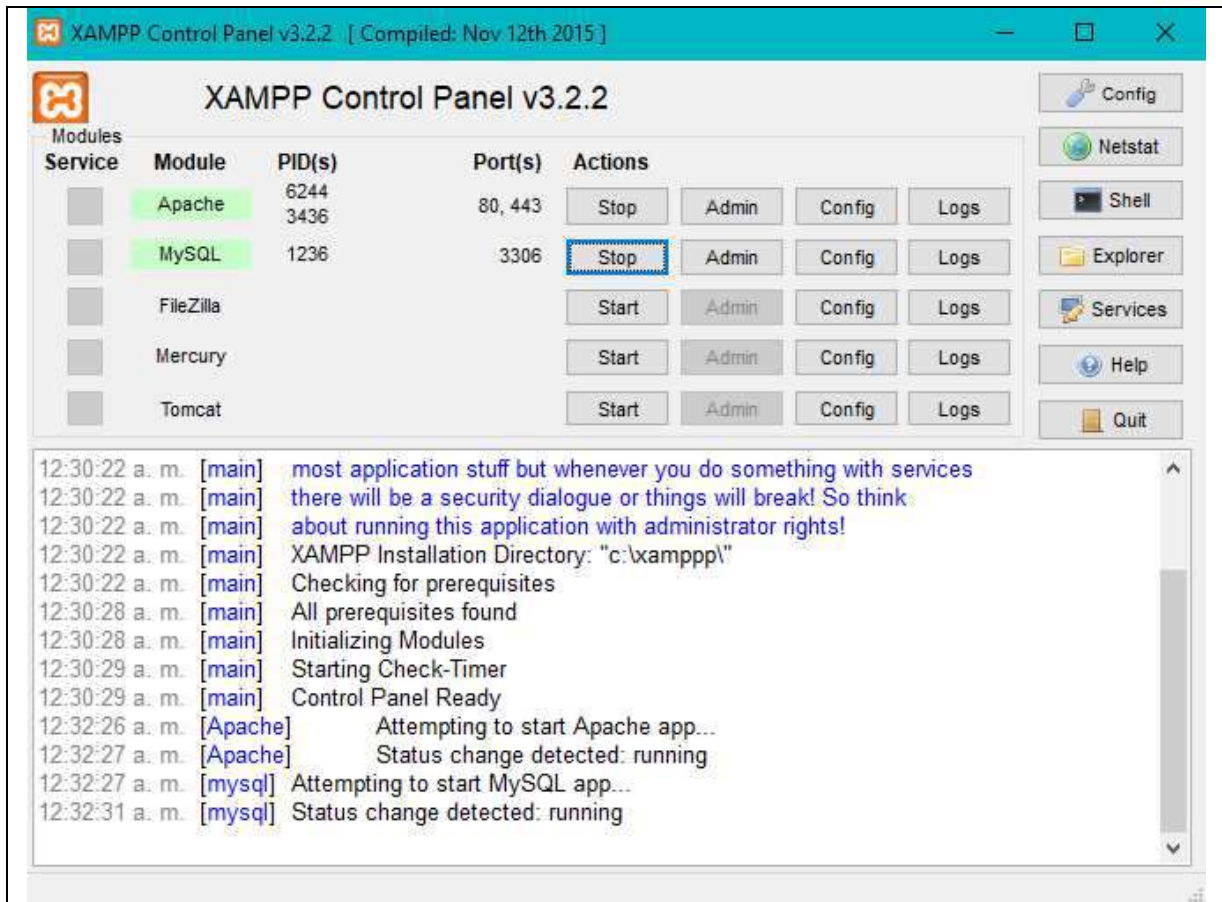 XAMPP Control Panel v3.2.2 [ Compiled: Nov 12th 2015 ]
XAMPP Control Panel v3.2.2
Config
Netstat
Shell
Explorer
Services
Help
Quit
Modules
Service Module PID(s) Port(s) Actions
Apache 6244 3436 80, 443 Stop Admin Config Logs
MySQL 1236 3306 Stop Admin Config Logs
FileZilla Start Admin Config Logs
Mercury Start Admin Config Logs
Tomcat Start Admin Config Logs
12:30:22 a. m. [main] most application stuff but whenever you do something with services
12:30:22 a. m. [main] there will be a security dialogue or things will break! So think
12:30:22 a. m. [main] about running this application with administrator rights!
12:30:22 a. m. [main] XAMPP Installation Directory: "c:\xamppp\"
12:30:22 a. m. [main] Checking for prerequisites
12:30:28 a. m. [main] All prerequisites found
12:30:28 a. m. [main] Initializing Modules
12:30:29 a. m. [main] Starting Check-Timer
12:30:29 a. m. [main] Control Panel Ready
12:32:26 a. m. [Apache] Attempting to start Apache app...
12:32:27 a. m. [Apache] Status change detected: running
12:32:27 a. m. [mysql] Attempting to start MySQL app...
12:32:31 a. m. [mysql] Status change detected: running